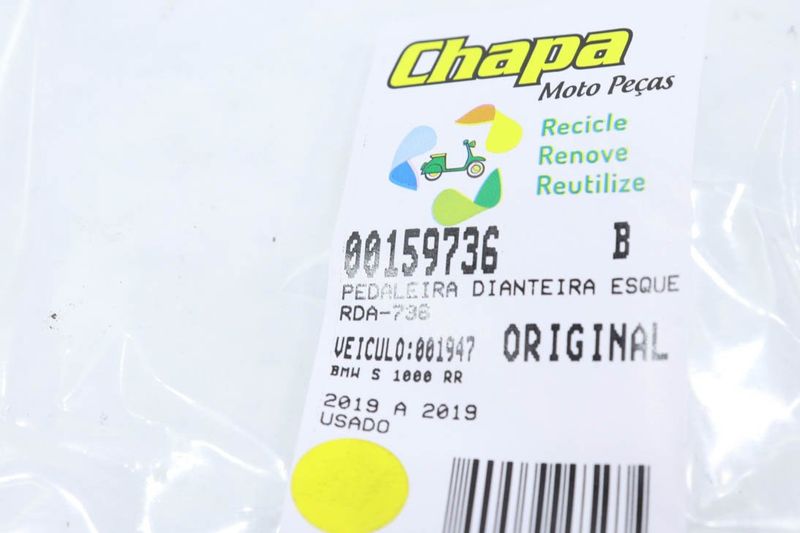 Chapa
Moto Peças
Recicle
Renove
Reutilize
00159736 B
PEDALEIRA DIANTEIRA ESQUE
RDA-736
VEICULO:001947 ORIGINAL
BMW S 1000 RR
2019 A 2019
USADO